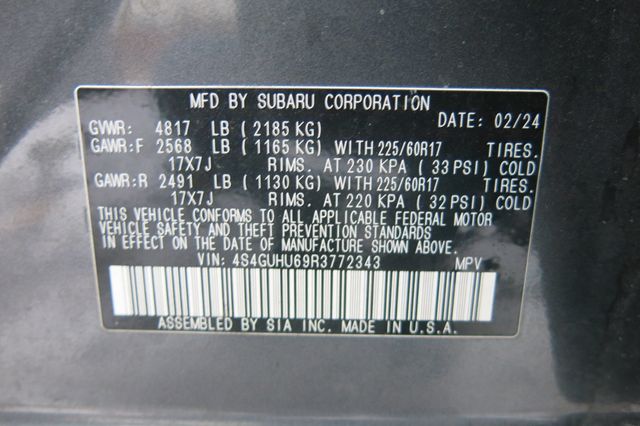 MFD BY SUBARU CORPORATION
DATE: 02/24
GVWR: 4817 LB ( 2185 KG)
GAWR:F 2568 LB ( 1165 KG) WITH 225/60R17 TIRES.
17X7J RIMS. AT 230 KPA ( 33 PSI) COLD
GAWR:R 2491 LB ( 1130 KG) WITH 225/60R17 TIRES.
17X7J RIMS. AT 220 KPA ( 32 PSI) COLD
THIS VEHICLE CONFORMS TO ALL APPLICABLE FEDERAL MOTOR
VEHICLE SAFETY AND THEFT PREVENTION STANDARDS
IN EFFECT ON THE DATE OF MANUFACTURE SHOWN ABOVE.
VIN: 4S4GUHU69R3772343 MPV
ASSEMBLED BY SIA INC. MADE IN U.S.A.